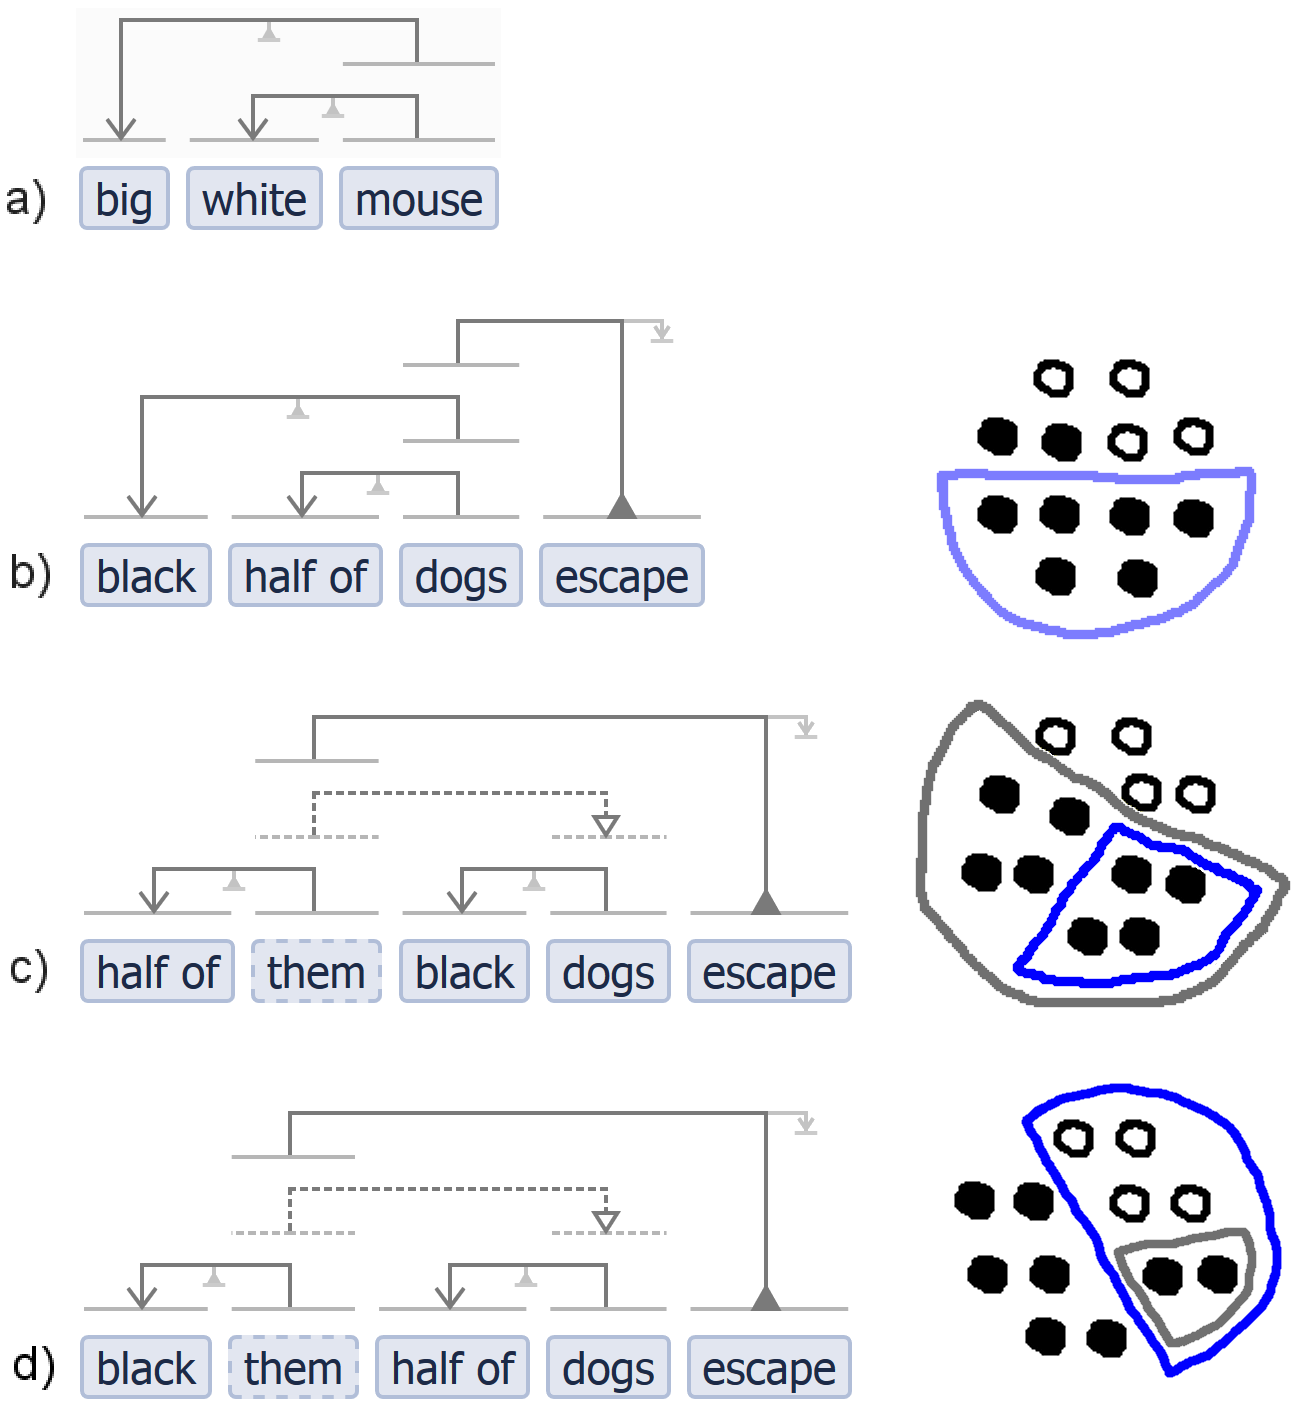 a) big white mouse
b) black half of dogs escape
c) half of them black dogs escape
d) black them half of dogs escape